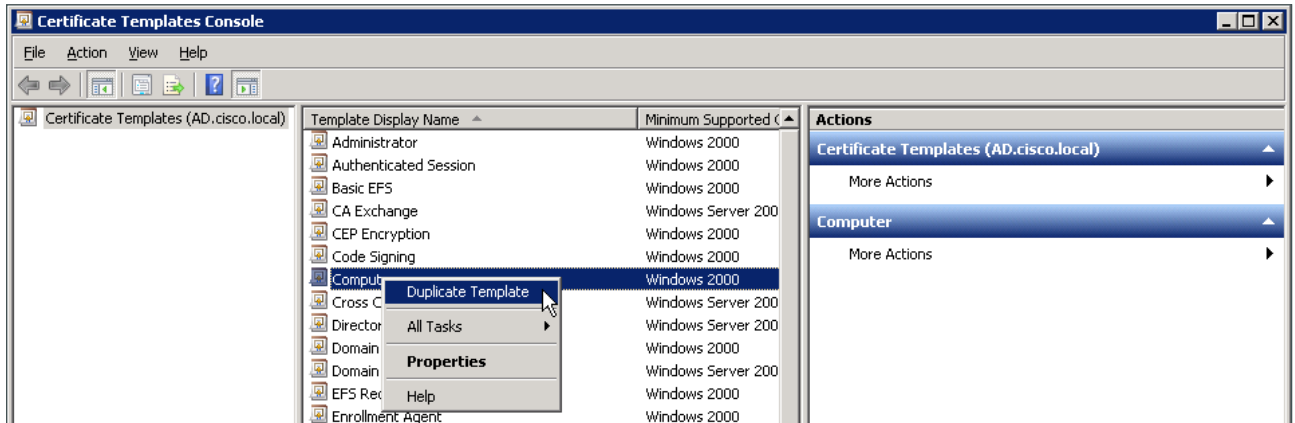 Certificate Templates Console
File Action View Help
Certificate Templates (AD.cisco.local)
Template Display Name Minimum Supported
Administrator Windows 2000
Authenticated Session Windows 2000
Basic EFS Windows 2000
CA Exchange Windows Server 200
CEP Encryption Windows 2000
Code Signing Windows 2000
Comput Windows 2000
Cross C Windows Server 200
Director Windows Server 200
Domain Windows 2000
Domain Windows Server 200
EFS Rec Windows 2000
Enrollment Agent Windows 2000
Duplicate Template
All Tasks
Properties
Help
Actions
Certificate Templates (AD.cisco.local)
More Actions
Computer
More Actions